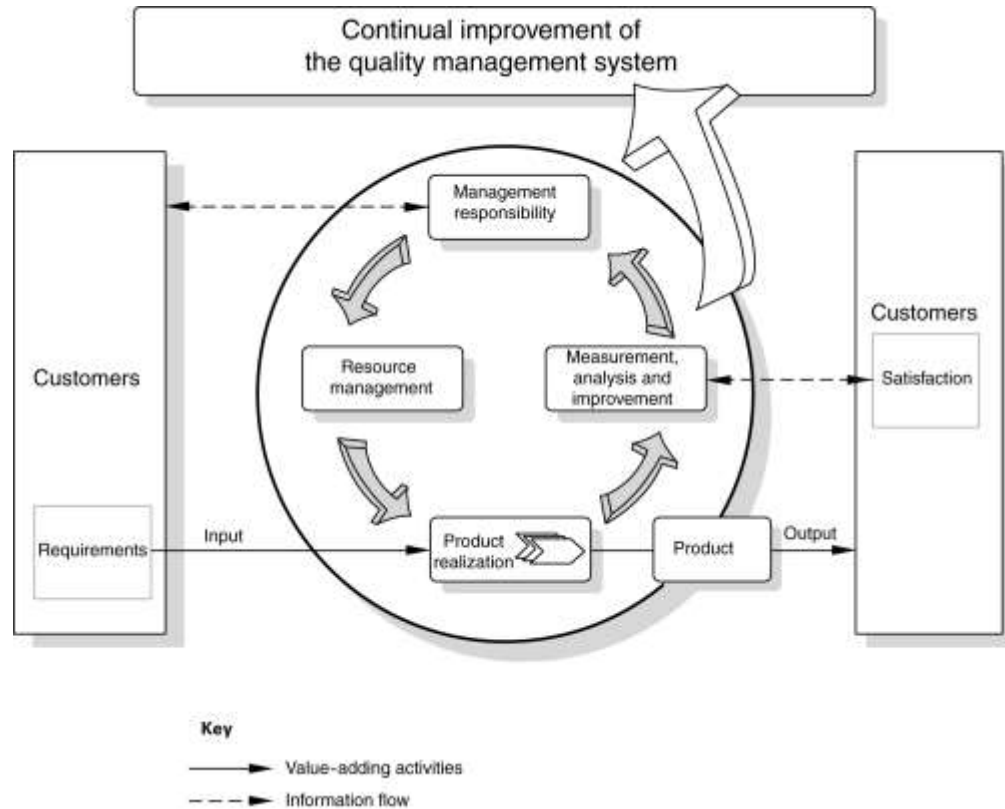 Continual improvement of
the quality management system
Management
responsibility
Customers
Resource
management
Measurement,
analysis and
improvement
Customers
Satisfaction
Requirements
Input
Product
realization
Product
Output
Key
Value-adding activities
Information flow